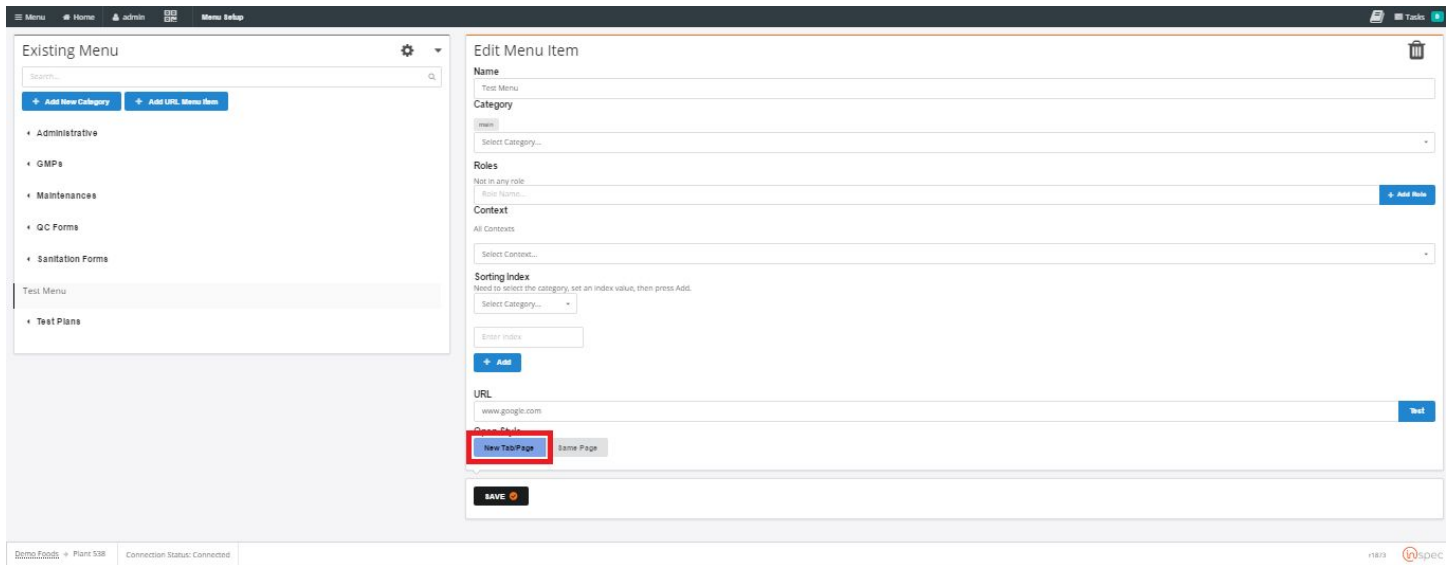 Menu Home admin Menu Setup Tasks
Existing Menu
Search...
+ Add New Category + Add URL Menu Item
Administrative
GMPs
Maintenances
QC Forms
Sanitation Forms
Test Menu
Test Plans
Edit Menu Item
Name
Test Menu
Category
main
Select Category...
Roles
Not in any role
Role Name...
+ Add Role
Context
All Contexts
Select Context...
Sorting Index
Need to select the category, set an index value, then press Add.
Select Category...
Enter Index
+ Add
URL
www.google.com
Test
Open Style
New Tab/Page Same Page
SAVE
Demo Foods Plant 538 Connection Status: Connected
inspec